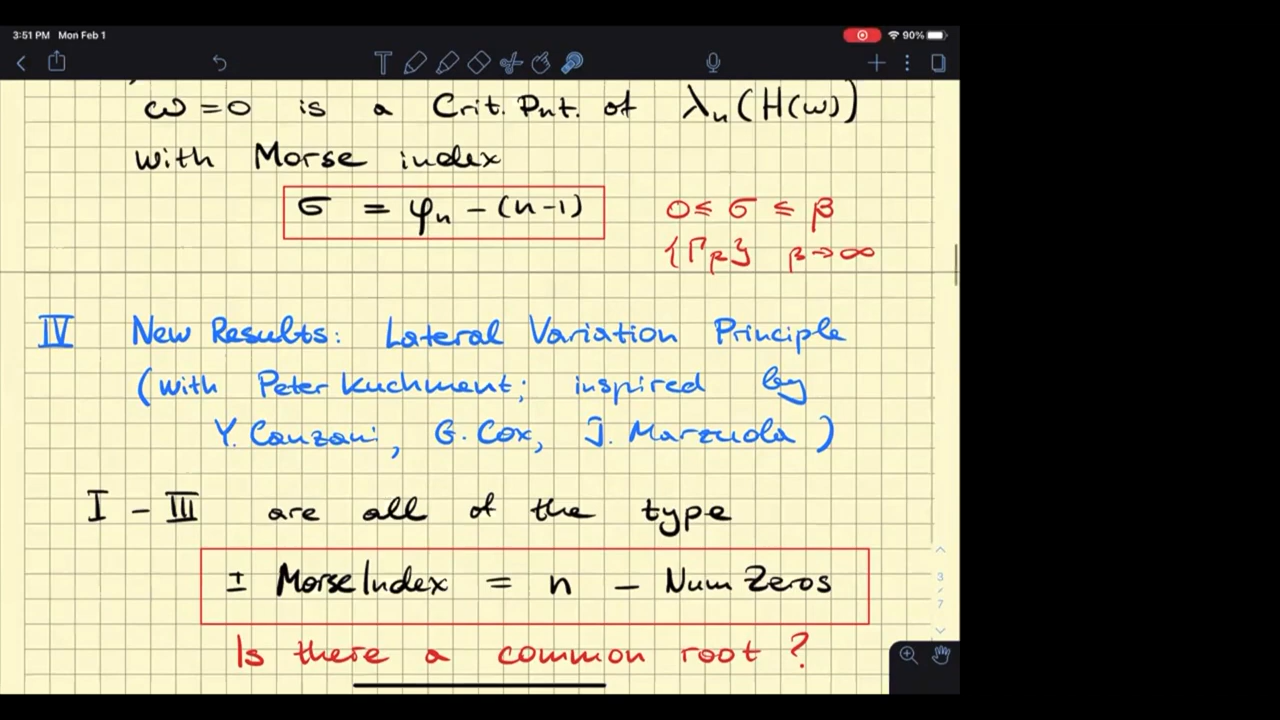 3:51 PM Mon Feb 1
90%
ω = 0 is a Crit. Pnt. of λn(H(ω))
with Morse index
σ = φn - (n-1)
0 ≤ σ ≤ β
{Γβ} β → ∞
IV New Results: Lateral Variation Principle
(with Peter Kuchment; inspired by
Y. Canzani, G. Cox, J. Marzuola)
I - III are all of the type
± Morse Index = n - Num Zeros
Is there a common root?
3
/
7